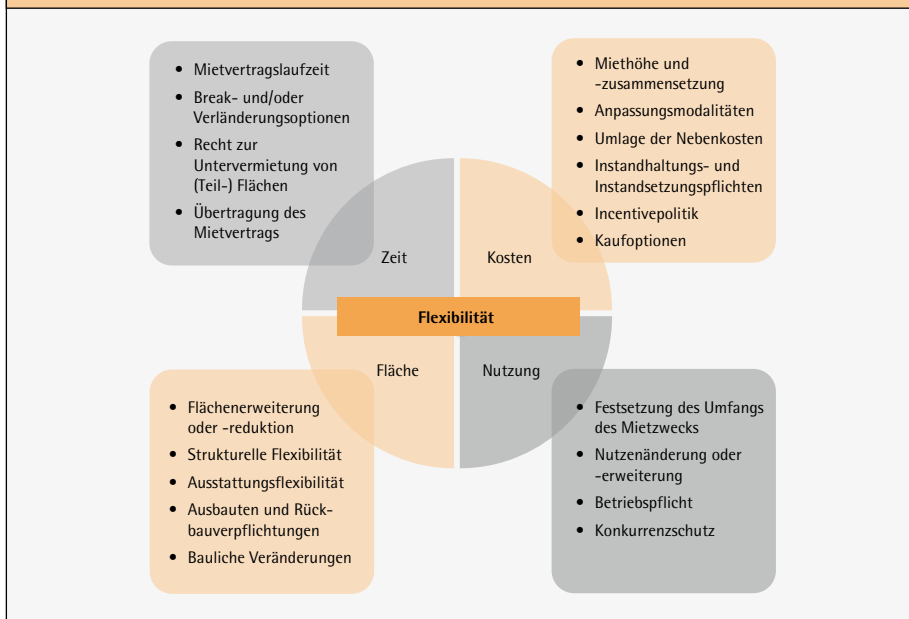 • Mietvertragslaufzeit
• Break- und/oder
Verländerungsoptionen
• Recht zur
Untervermietung von
(Teil-) Flächen
• Übertragung des
Mietvertrags
• Miethöhe und
-zusammensetzung
• Anpassungsmodalitäten
• Umlage der Nebenkosten
• Instandhaltungs- und
Instandsetzungspflichten
• Incentivepolitik
• Kaufoptionen
Zeit
Kosten
Flexibilität
Fläche
Nutzung
• Flächenerweiterung
oder -reduktion
• Strukturelle Flexibilität
• Ausstattungsflexibilität
• Ausbauten und Rück-
bauverpflichtungen
• Bauliche Veränderungen
• Festsetzung des Umfangs
des Mietzwecks
• Nutzenänderung oder
-erweiterung
• Betriebspflicht
• Konkurrenzschutz